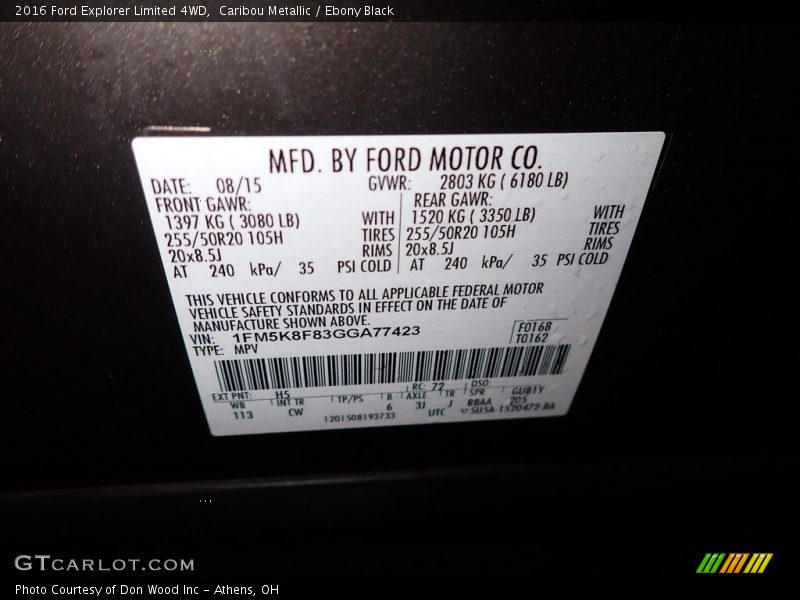 2016 Ford Explorer Limited 4WD, Caribou Metallic / Ebony Black
MFD. BY FORD MOTOR CO.
DATE: 08/15 GVWR: 2803 KG ( 6180 LB)
FRONT GAWR: REAR GAWR:
1397 KG ( 3080 LB) WITH 1520 KG ( 3350 LB) WITH
255/50R20 105H TIRES 255/50R20 105H TIRES
20x8.5J RIMS 20x8.5J RIMS
AT 240 kPa/ 35 PSI COLD AT 240 kPa/ 35 PSI COLD
THIS VEHICLE CONFORMS TO ALL APPLICABLE FEDERAL MOTOR
VEHICLE SAFETY STANDARDS IN EFFECT ON THE DATE OF
MANUFACTURE SHOWN ABOVE.
VIN: 1FM5K8F83GGA77423 F0168
TYPE: MPV T0162
EXT PNT: H5 RC: 72 DSO:
WB INT TR TP/PS R AXLE TR SPR GUB1Y
113 CW 6 3J J BBAA 205
1201508193733 UTC SU5A-1520472-BA
GTCARLOT.COM
Photo Courtesy of Don Wood Inc – Athens, OH